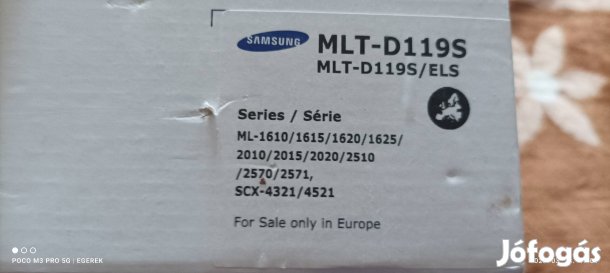 SAMSUNG
MLT-D119S
MLT-D119S/ELS
Series / Série
ML-1610/1615/1620/1625/
2010/2015/2020/2510
/2570/2571,
SCX-4321/4521
For Sale only in Europe
POCO M3 PRO 5G | EGEREK
Jófogás